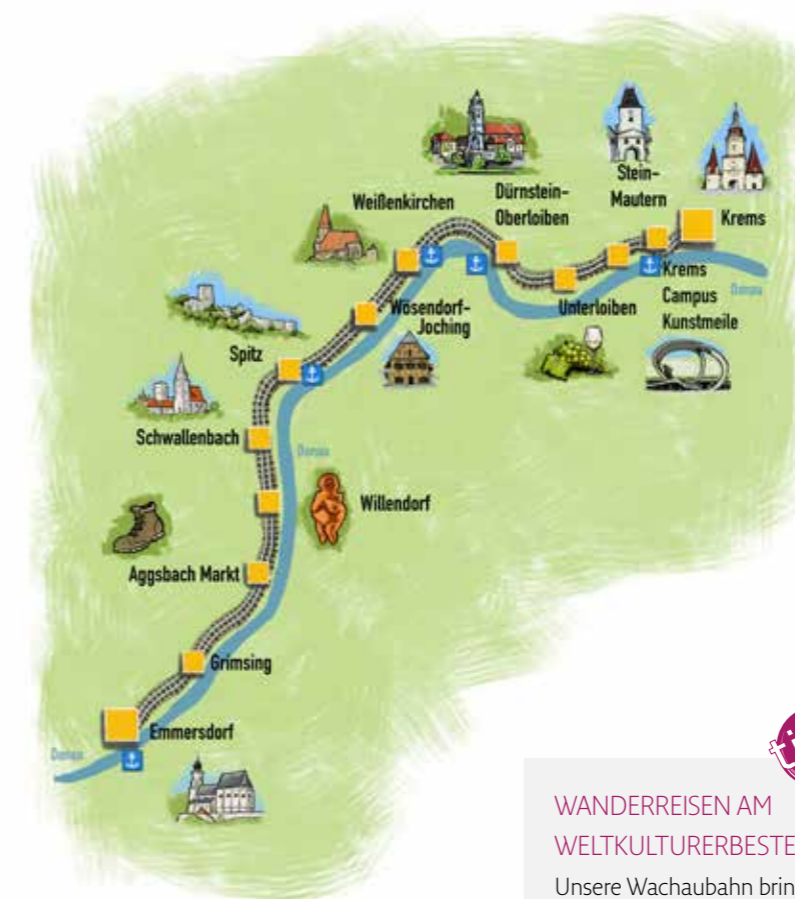 Stein-
Mautern
Krems
Dürnstein-
Oberloiben
Weißenkirchen
Krems
Campus
Kunstmeile
Donau
Unterloiben
Wösendorf-
Joching
Spitz
Schwallenbach
Donau
Willendorf
Aggsbach Markt
Grimsing
Emmersdorf
Donau
WANDERREISEN AM
WELTKULTURERBESTE
Unsere Wachaubahn brin